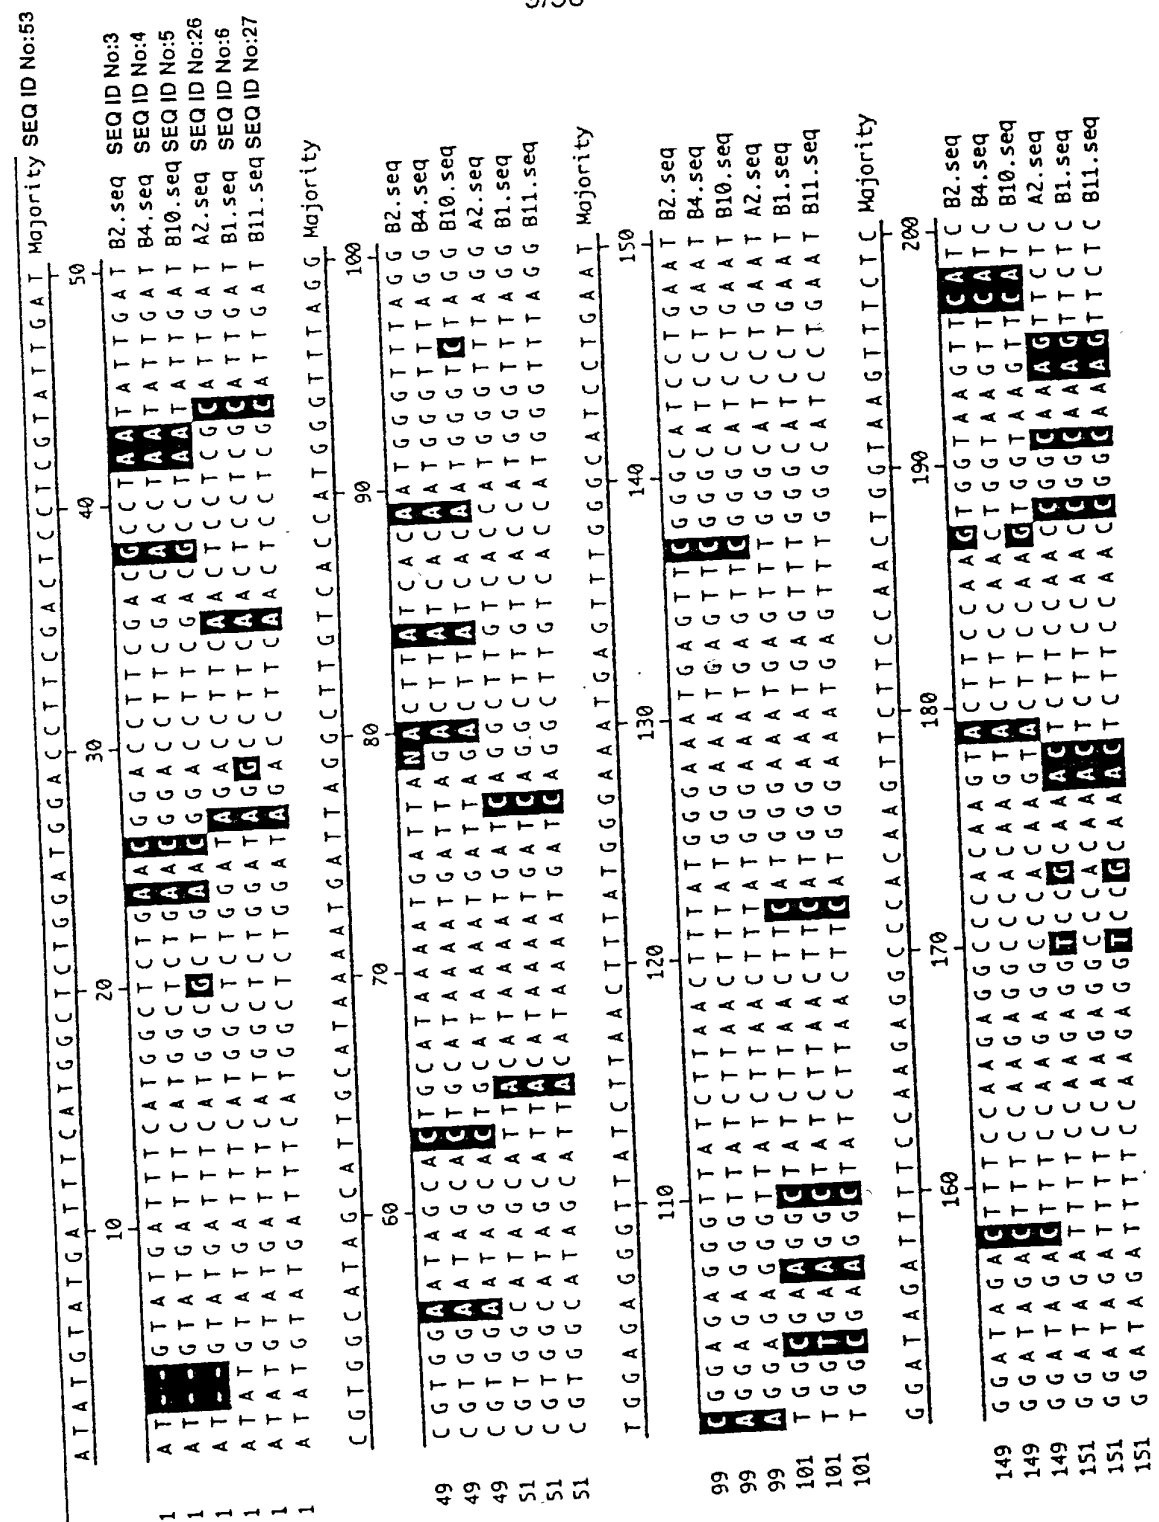 5/56
A T A T G T A T G A T T T C A T G G C T C T G G A T G G A C C T T C G A C T C C T C G T A T T G A T Majority SEQ ID No:53
10 20 30 40 50
1 A T - - G T A T G A T T T C A T G G C T C T G A A C G G A C C T T C G A C G C C T A A T A T T G A T B2.seq SEQ ID No:3
1 A T - - G T A T G A T T T C A T G G C T C T G A A C G G A C C T T C G A C A C C T A A T A T T G A T B4.seq SEQ ID No:4
1 A T - - G T A T G A T T T C A T G G C G C T G A A C G G A C C T T C G A C G C C T A A T A T T G A T B10.seq SEQ ID No:5
1 A T A T G T A T G A T T T C A T G G C T C T G G A T A G A C C T T C A A C T C C T C G C A T T G A T A2.seq SEQ ID No:26
1 A T A T G T A T G A T T T C A T G G C T C T G G A T A G G C C T T C A A C T C C T C G C A T T G A T B1.seq SEQ ID No:6
1 A T A T G T A T G A T T T C A T G G C T C T G G A T A G A C C T T C A A C T C C T C G C A T T G A T B11.seq SEQ ID No:27
C G T G G C A T A G C A T T G C A T A A A A T G A T T A G G C T T G T C A C C A T G G G T T T A G G Majority
60 70 80 90 100
49 C G T G G A A T A G C A C T G C A T A A A A T G A T T A N A C T T A T C A C A A T G G G T T T A G G B2.seq
49 C G T G G A A T A G C A C T G C A T A A A A T G A T T A G A C T T A T C A C A A T G G G T T T A G G B4.seq
49 C G T G G A A T A G C A C T G C A T A A A A T G A T T A G A C T T A T C A C A A T G G G T C T A G G B10.seq
51 C G T G G C A T A G C A T T A C A T A A A A T G A T C A G G C T T G T C A C C A T G G G T T T A G G A2.seq
51 C G T G G C A T A G C A T T A C A T A A A A T G A T C A G G C T T G T C A C C A T G G G T T T A G G B1.seq
51 C G T G G C A T A G C A T T A C A T A A A A T G A T C A G G C T T G T C A C C A T G G G T T T A G G B11.seq
T G G A G A G G G T T A T C T T A A C T T T A T G G G A A A T G A G T T T G G G C A T C C T G A A T Majority
110 120 130 140 150
99 C G G A G A G G G T T A T C T T A A C T T T A T G G G A A A T G A G T T C G G G C A T C C T G A A T B2.seq
99 A G G A G A G G G T T A T C T T A A C T T T A T G G G A A A T G A G T T C G G G C A T C C T G A A T B4.seq
99 A G G A G A G G G T T A T C T T A A C T T T A T G G G A A A T G A G T T C G G G C A T C C T G A A T B10.seq
101 T G G C G A A G G C T A T C T T A A C T T C A T G G G A A A T G A G T T T G G G C A T C C T G A A T A2.seq
101 T G G T G A A G G C T A T C T T A A C T T C A T G G G A A A T G A G T T T G G G C A T C C T G A A T B1.seq
101 T G G C G A A G G C T A T C T T A A C T T C A T G G G A A A T G A G T T T G G G C A T C C T G A A T B11.seq
G G A T A G A T T T T C C A A G A G G C C C A C A A G T T C T T C C A A C T G G T A A G T T T C T C Majority
160 170 180 190 200
149 G G A T A G A C T T T C C A A G A G G C C C A C A A G T A C T T C C A A G T G G T A A G T T C A T C B2.seq
149 G G A T A G A C T T T C C A A G A G G C C C A C A A G T A C T T C C A A C T G G T A A G T T C A T C B4.seq
149 G G A T A G A C T T T C C A A G A G G C C C A C A A G T A C T T C C A A G T G G T A A G T T C A T C B10.seq
151 G G A T A G A T T T T C C A A G A G G T C C G C A A A C T C T T C C A A C C G G C A A A G T T C T C A2.seq
151 G G A T A G A T T T T C C A A G A G G C C C A C A A A C T C T T C C A A C C G G C A A A G T T C T C B1.seq
151 G G A T A G A T T T T C C A A G A G G T C C G C A A A C T C T T C C A A C C G G C A A A G T T C T C B11.seq